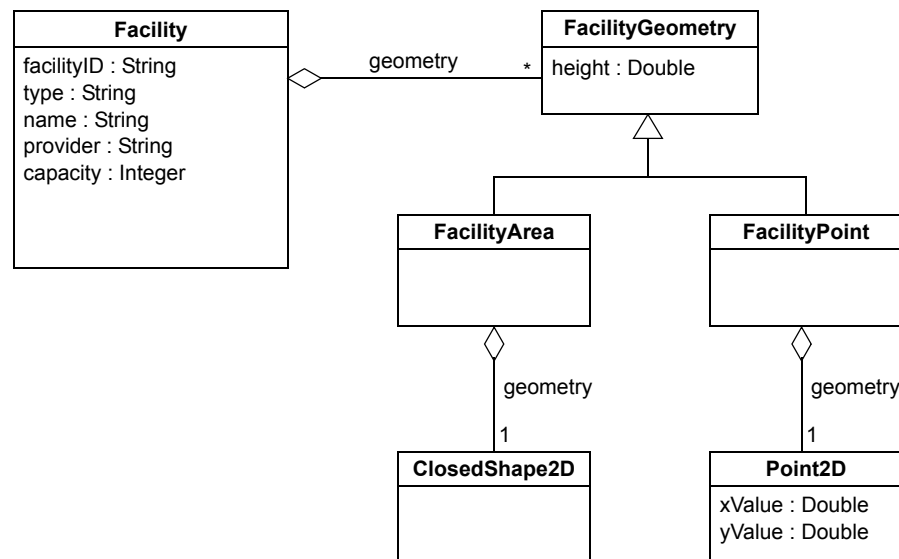 Facility
facilityID : String
type : String
name : String
provider : String
capacity : Integer
geometry
*
FacilityGeometry
height : Double
FacilityArea
FacilityPoint
geometry
1
geometry
1
ClosedShape2D
Point2D
xValue : Double
yValue : Double